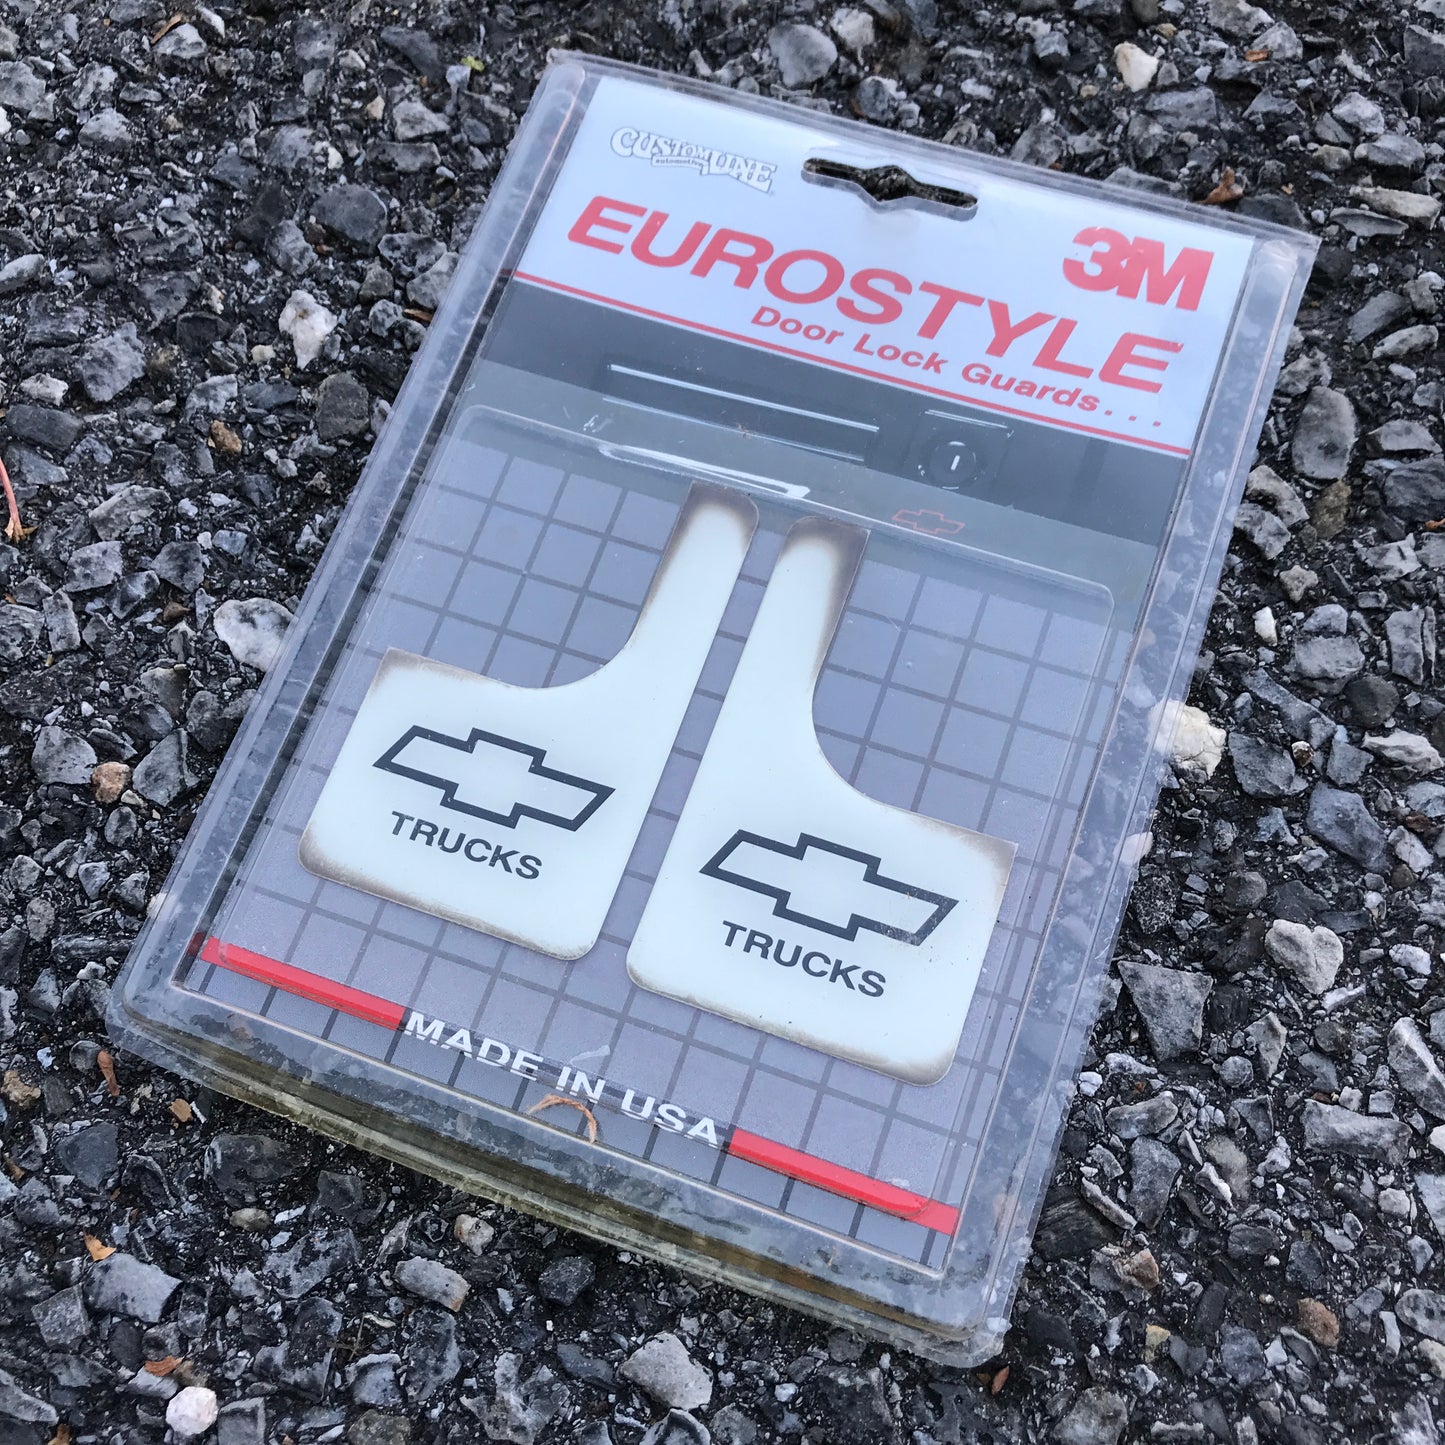 CUSTOM LINE
automotive
3M
EUROSTYLE
Door Lock Guards...
TRUCKS
TRUCKS
MADE IN USA